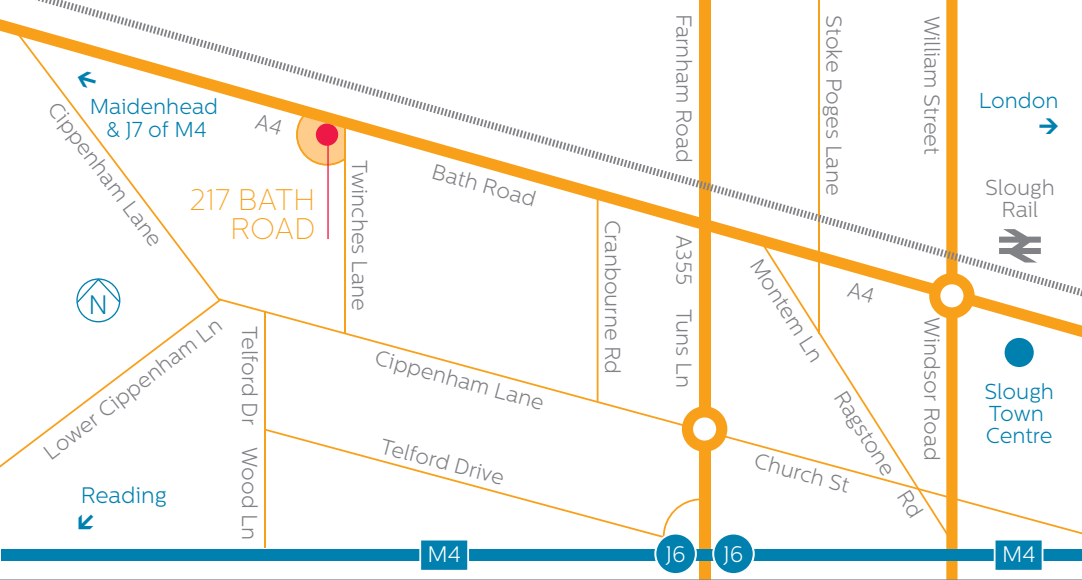 Farnham Road
Stoke Poges Lane
William Street
London
Maidenhead
& J7 of M4
A4
Cippenham Lane
217 BATH
ROAD
Twinches Lane
Bath Road
Slough
Rail
Cranbourne Rd
A355
Tuns Ln
Montem Ln
A4
N
Windsor Road
Lower Cippenham Ln
Telford Dr
Cippenham Lane
Slough
Town
Centre
Ragstone Rd
Wood Ln
Telford Drive
Church St
Reading
M4
J6
J6
M4